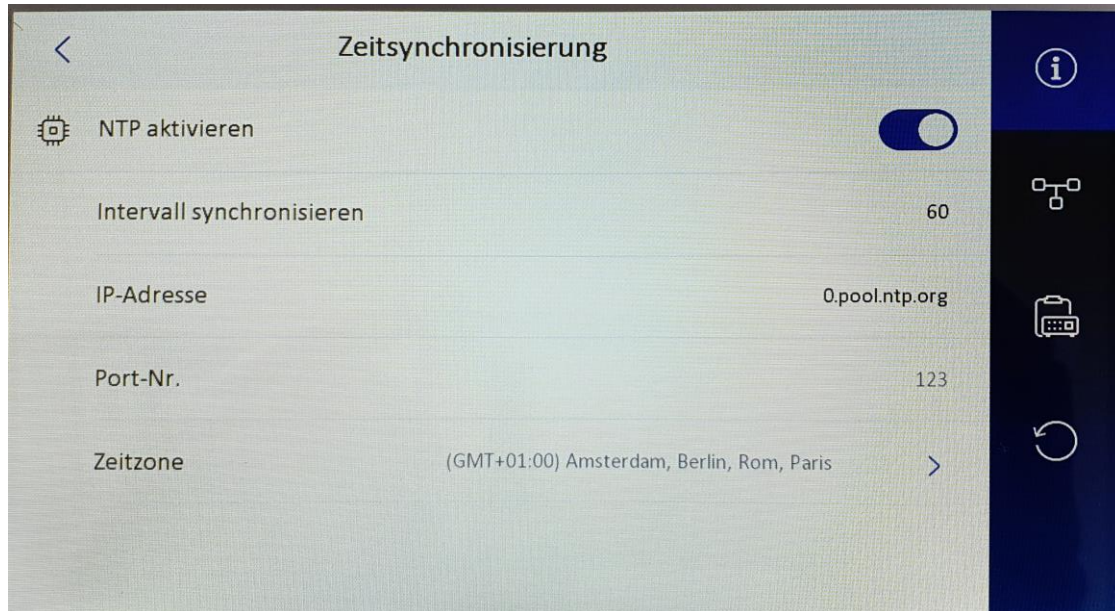 Zeitsynchronisierung
NTP aktivieren
Intervall synchronisieren 60
IP-Adresse 0.pool.ntp.org
Port-Nr. 123
Zeitzone (GMT+01:00) Amsterdam, Berlin, Rom, Paris